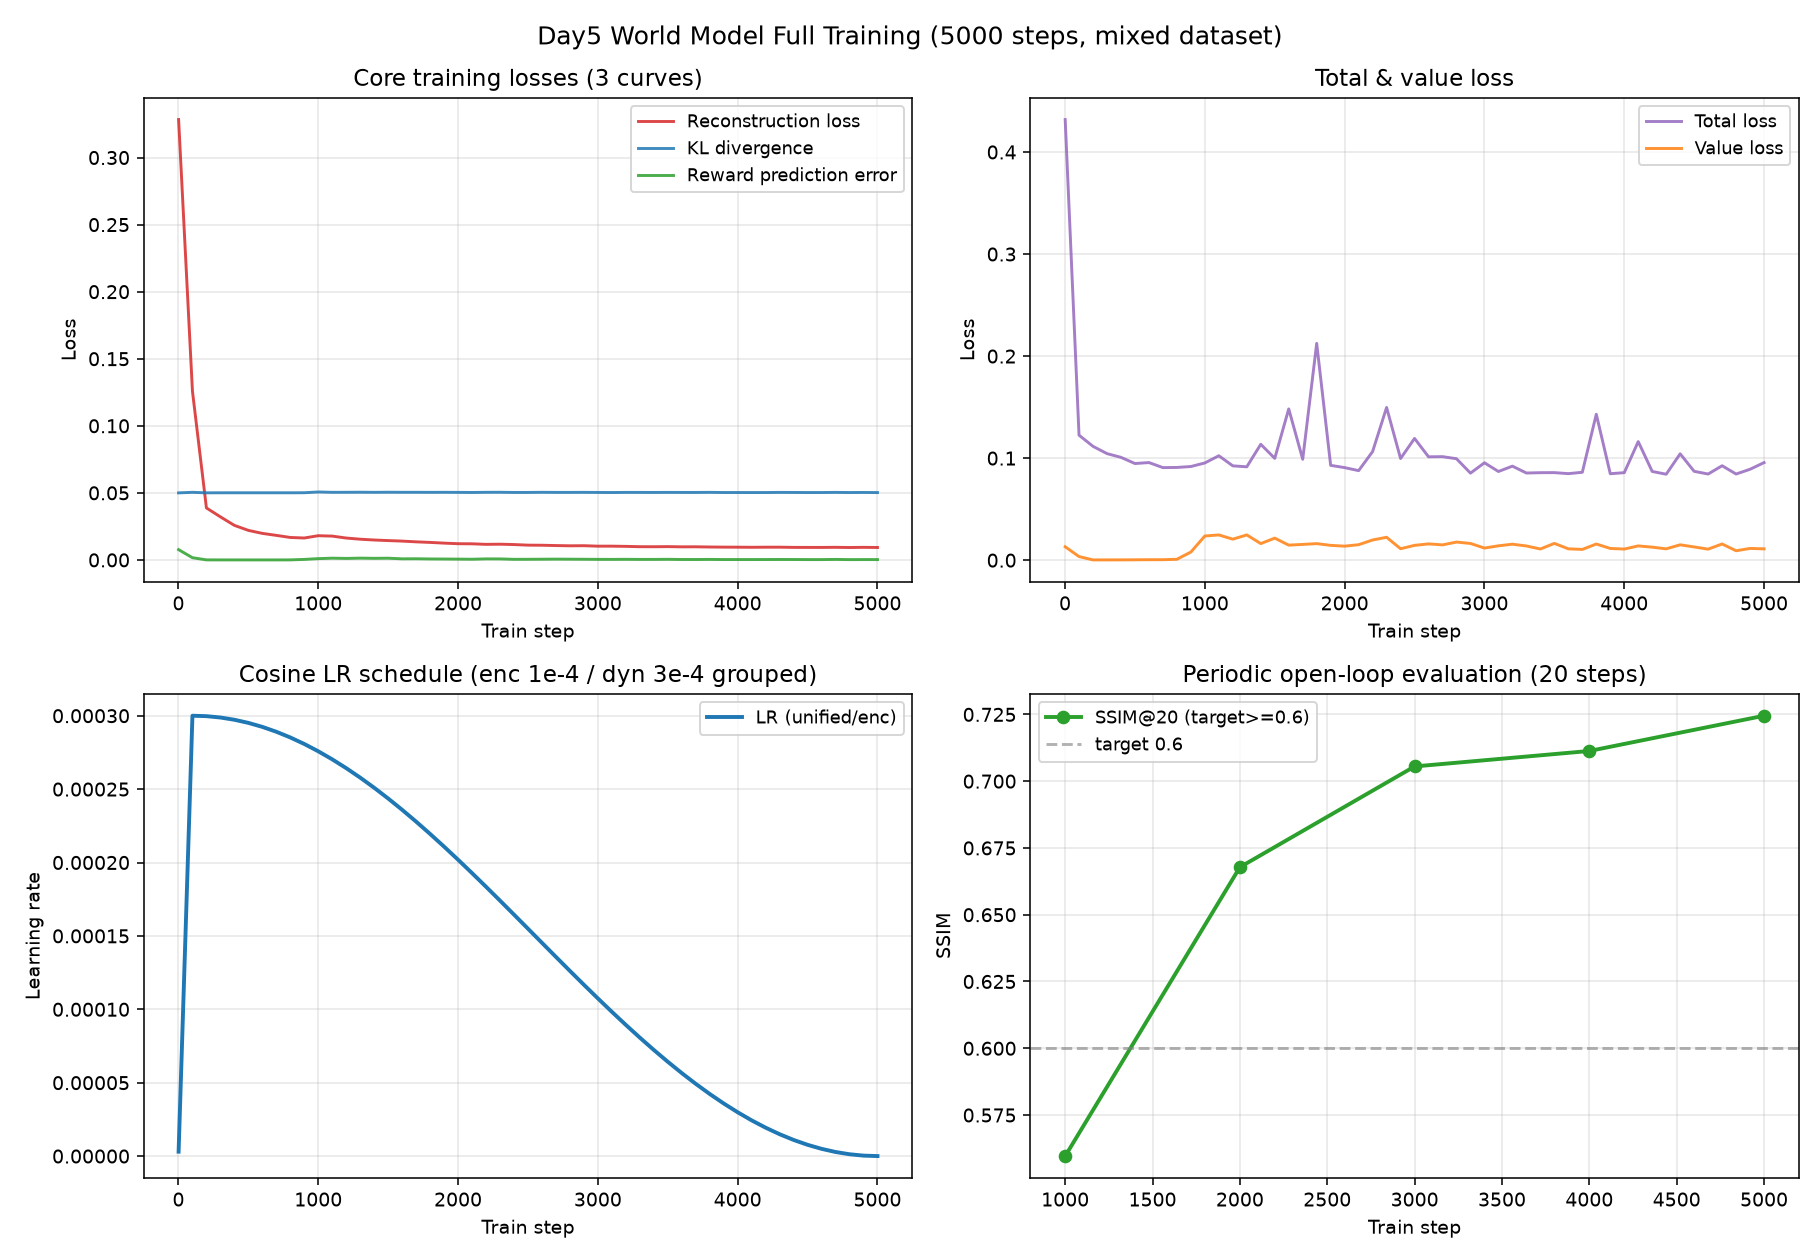 Day5 World Model Full Training (5000 steps, mixed dataset)
Core training losses (3 curves)
Reconstruction loss
KL divergence
Reward prediction error
Loss
0.30
0.25
0.20
0.15
0.10
0.05
0.00
0 1000 2000 3000 4000 5000
Train step
Total & value loss
Total loss
Value loss
Loss
0.4
0.3
0.2
0.1
0.0
0 1000 2000 3000 4000 5000
Train step
Cosine LR schedule (enc 1e-4 / dyn 3e-4 grouped)
LR (unified/enc)
Learning rate
0.00030
0.00025
0.00020
0.00015
0.00010
0.00005
0.00000
0 1000 2000 3000 4000 5000
Train step
Periodic open-loop evaluation (20 steps)
SSIM@20 (target>=0.6)
target 0.6
SSIM
0.725
0.700
0.675
0.650
0.625
0.600
0.575
1000 1500 2000 2500 3000 3500 4000 4500 5000
Train step